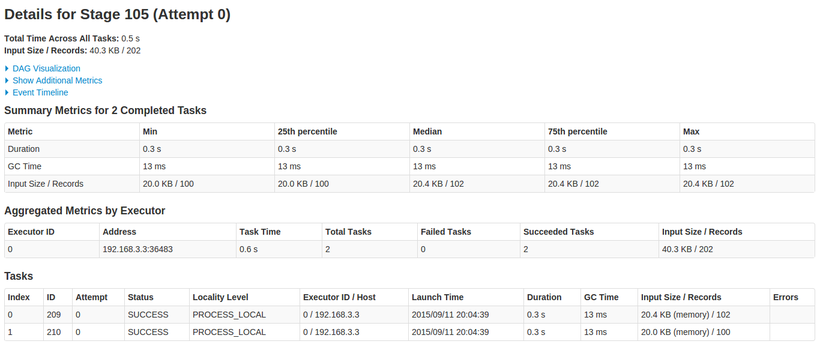 Details for Stage 105 (Attempt 0)
Total Time Across All Tasks: 0.5 s
Input Size / Records: 40.3 KB / 202
DAG Visualization
Show Additional Metrics
Event Timeline
Summary Metrics for 2 Completed Tasks
Metric Min 25th percentile Median 75th percentile Max
Duration 0.3 s 0.3 s 0.3 s 0.3 s 0.3 s
GC Time 13 ms 13 ms 13 ms 13 ms 13 ms
Input Size / Records 20.0 KB / 100 20.0 KB / 100 20.4 KB / 102 20.4 KB / 102 20.4 KB / 102
Aggregated Metrics by Executor
Executor ID Address Task Time Total Tasks Failed Tasks Succeeded Tasks Input Size / Records
0 192.168.3.3:36483 0.6 s 2 0 2 40.3 KB / 202
Tasks
Index ID Attempt Status Locality Level Executor ID / Host Launch Time Duration GC Time Input Size / Records Errors
0 209 0 SUCCESS PROCESS_LOCAL 0 / 192.168.3.3 2015/09/11 20:04:39 0.3 s 13 ms 20.4 KB (memory) / 102
1 210 0 SUCCESS PROCESS_LOCAL 0 / 192.168.3.3 2015/09/11 20:04:39 0.3 s 13 ms 20.0 KB (memory) / 100